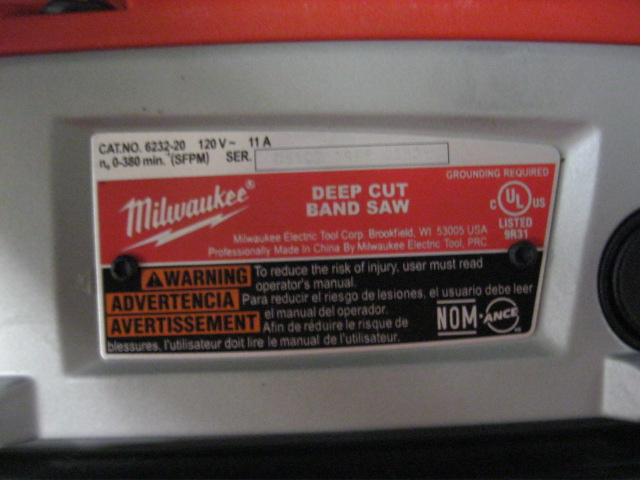 CAT.NO. 6232-20 120 V~ 11 A
n₀ 0-380 min. (SFPM) SER.
GROUNDING REQUIRED
Milwaukee®
DEEP CUT
BAND SAW
C UL US
LISTED
9R31
Milwaukee Electric Tool Corp. Brookfield, WI 53005 USA
Professionally Made In China By Milwaukee Electric Tool, PRC
WARNING To reduce the risk of injury, user must read
operator's manual.
ADVERTENCIA Para reducir el riesgo de lesiones, el usuario debe leer
el manual del operador.
AVERTISSEMENT Afin de réduire le risque de
blessures, l'utilisateur doit lire le manuel de l'utilisateur.
NOM-ANCE